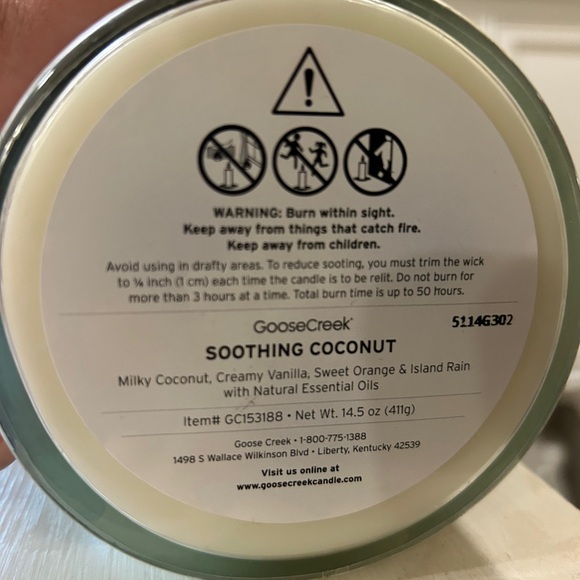 WARNING: Burn within sight.
Keep away from things that catch fire.
Keep away from children.
Avoid using in drafty areas. To reduce sooting, you must trim the wick
to ¼ inch (1 cm) each time the candle is to be relit. Do not burn for
more than 3 hours at a time. Total burn time is up to 50 hours.
GooseCreek®
5114G302
SOOTHING COCONUT
Milky Coconut, Creamy Vanilla, Sweet Orange & Island Rain
with Natural Essential Oils
Item# GC153188 • Net Wt. 14.5 oz (411g)
Goose Creek • 1-800-775-1388
1498 S Wallace Wilkinson Blvd • Liberty, Kentucky 42539
Visit us online at
www.goosecreekcandle.com